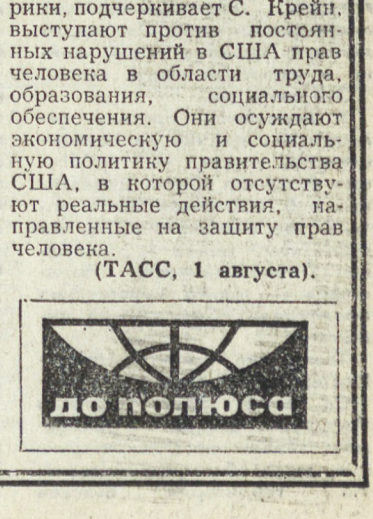 рики, подчеркивает С. Крейн,
выступают против постоян-
ных нарушений в США прав
человека в области труда,
образования, социального
обеспечения. Они осуждают
экономическую и социаль-
ную политику правительства
США, в которой отсутству-
ют реальные действия, на-
правленные на защиту прав
человека.
(ТАСС, 1 августа).
до полюса